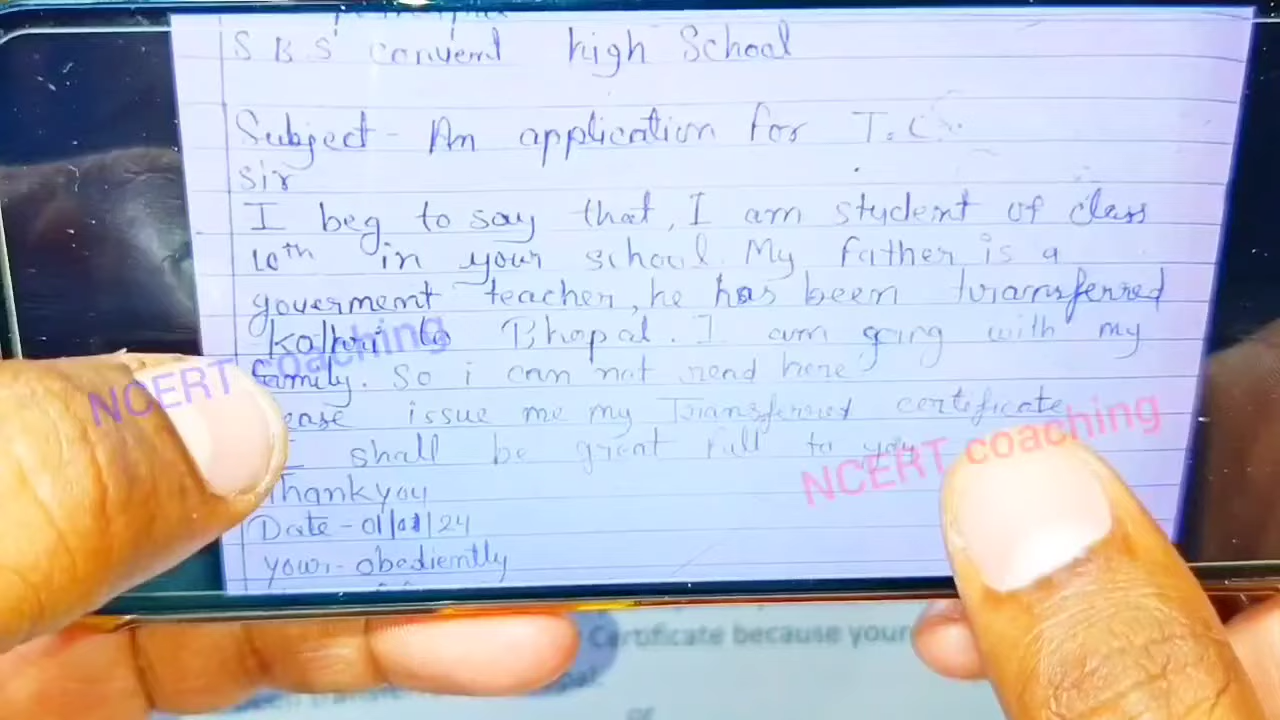 S B S convent high School
Subject - An application for T.C.
Sir
I beg to say that, I am student of class
10th in your school. My father is a
goverment teacher, he has been transferred
to Bhopal. I am going with my
family. So i can not here
ease issue me my Transferred certificate
I shall be great full to you
Thankyou
Date - 01/01/24
your - obediently
NCERT coaching
NCERT coaching
Certificate because your
or